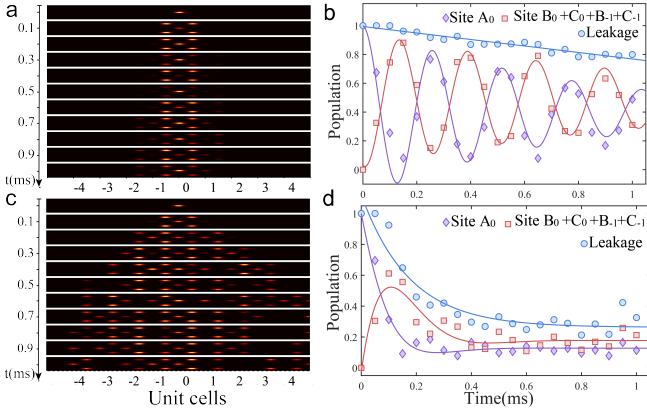 a
0.1
0.3
0.5
0.7
0.9
t(ms)
-4 -3 -2 -1 0 1 2 3 4
b
Site A0 Site B0 +C0 +B-1+C-1
Leakage
Population
1
0.8
0.6
0.4
0.2
0
0 0.2 0.4 0.6 0.8 1
c
0.1
0.3
0.5
0.7
0.9
t(ms)
-4 -3 -2 -1 0 1 2 3 4
Unit cells
d
Site A0 Site B0 +C0 +B-1+C-1
Leakage
Population
1
0.8
0.6
0.4
0.2
0
0 0.2 0.4 0.6 0.8 1
Time(ms)